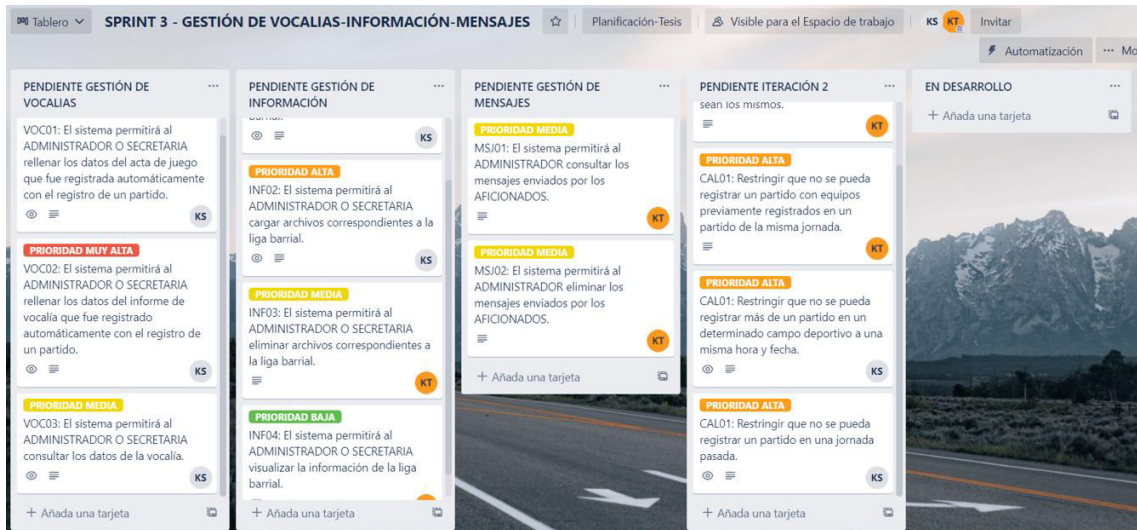 Tablero
SPRINT 3 - GESTIÓN DE VOCALIAS-INFORMACIÓN-MENSAJES
Planificación-Tesis
Visible para el Espacio de trabajo
KS
KT
Invitar
Automatización
Mo
PENDIENTE GESTIÓN DE
VOCALIAS
VOC01: El sistema permitirá al
ADMINISTRADOR O SECRETARIA
rellenar los datos del acta de juego
que fue registrada automáticamente
con el registro de un partido.
KS
PRIORIDAD MUY ALTA
VOC02: El sistema permitirá al
ADMINISTRADOR O SECRETARIA
rellenar los datos del informe de
vocalía que fue registrado
automáticamente con el registro de
un partido.
KS
PRIORIDAD MEDIA
VOC03: El sistema permitirá al
ADMINISTRADOR O SECRETARIA
consultar los datos de la vocalía.
KS
+ Añada una tarjeta
PENDIENTE GESTIÓN DE
INFORMACIÓN
barrial.
KS
PRIORIDAD ALTA
INF02: El sistema permitirá al
ADMINISTRADOR O SECRETARIA
cargar archivos correspondientes a la
liga barrial.
KS
PRIORIDAD MEDIA
INF03: El sistema permitirá al
ADMINISTRADOR O SECRETARIA
eliminar archivos correspondientes a
la liga barrial.
KT
PRIORIDAD BAJA
INF04: El sistema permitirá al
ADMINISTRADOR O SECRETARIA
visualizar la información de la liga
barrial.
+ Añada una tarjeta
PENDIENTE GESTIÓN DE
MENSAJES
PRIORIDAD MEDIA
MSJ01: El sistema permitirá al
ADMINISTRADOR consultar los
mensajes enviados por los
AFICIONADOS.
KT
PRIORIDAD MEDIA
MSJ02: El sistema permitirá al
ADMINISTRADOR eliminar los
mensajes enviados por los
AFICIONADOS.
KT
+ Añada una tarjeta
PENDIENTE ITERACIÓN 2
sean los mismos.
KT
PRIORIDAD ALTA
CAL01: Restringir que no se pueda
registrar un partido con equipos
previamente registrados en un
partido de la misma jornada.
KT
PRIORIDAD ALTA
CAL01: Restringir que no se pueda
registrar más de un partido en un
determinado campo deportivo a una
misma hora y fecha.
KS
PRIORIDAD ALTA
CAL01: Restringir que no se pueda
registrar un partido en una jornada
pasada.
KS
+ Añada una tarjeta
EN DESARROLLO
+ Añada una tarjeta